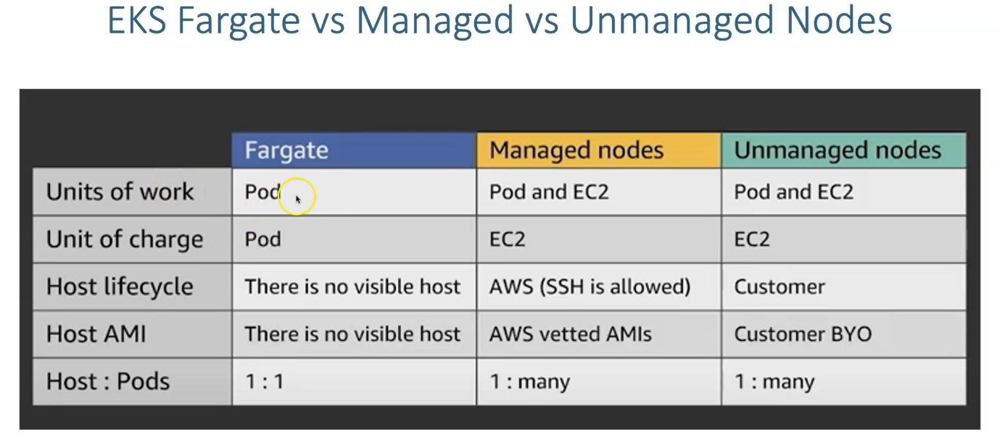 EKS Fargate vs Managed vs Unmanaged Nodes
Fargate Managed nodes Unmanaged nodes
Units of work Pod Pod and EC2 Pod and EC2
Unit of charge Pod EC2 EC2
Host lifecycle There is no visible host AWS (SSH is allowed) Customer
Host AMI There is no visible host AWS vetted AMIs Customer BYO
Host : Pods 1 : 1 1 : many 1 : many